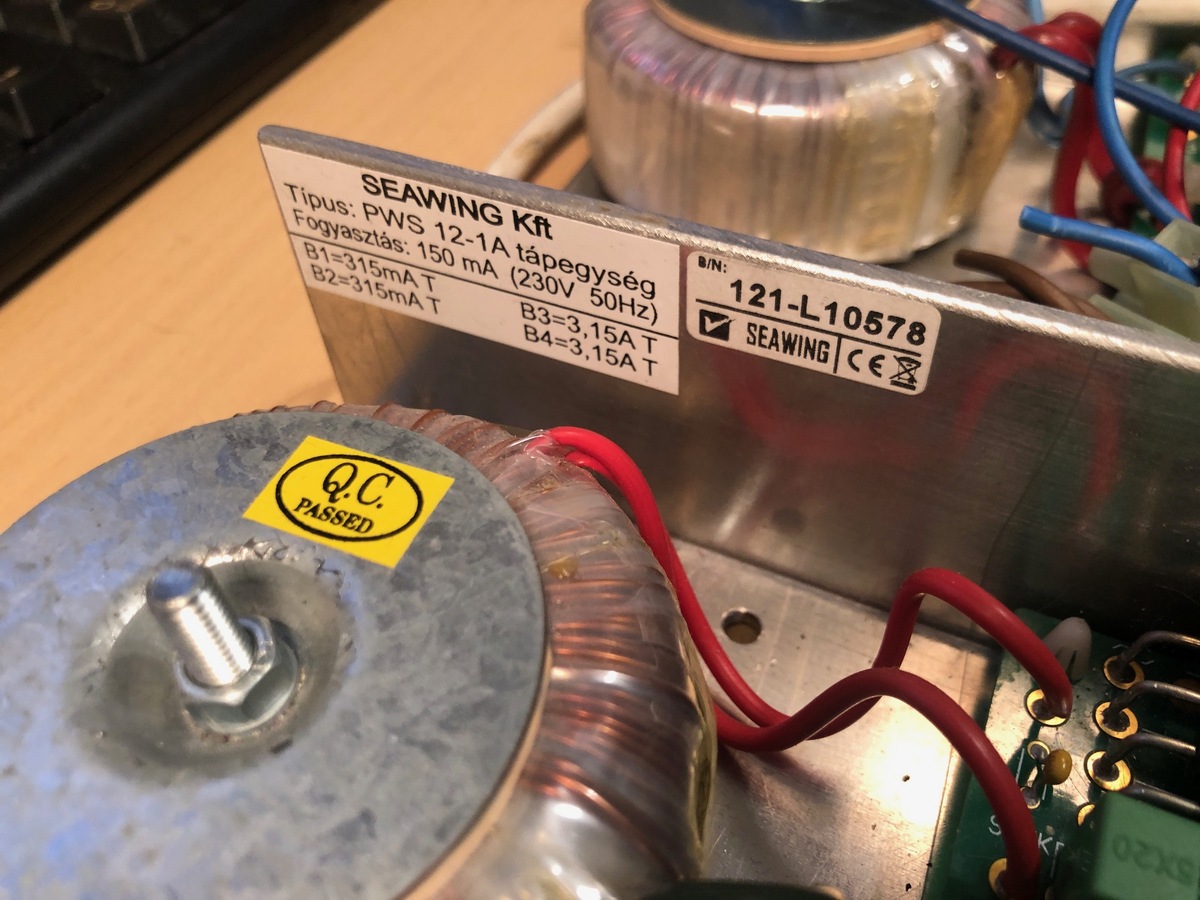 SEAWING Kft
Típus: PWS 12-1A tápegység
Fogyasztás: 150 mA (230V 50Hz)
B1=315mA T
B2=315mA T
B3=3,15A T
B4=3,15A T
B/N:
121-L10578
SEAWING
CE
Q.C.
PASSED
5X20